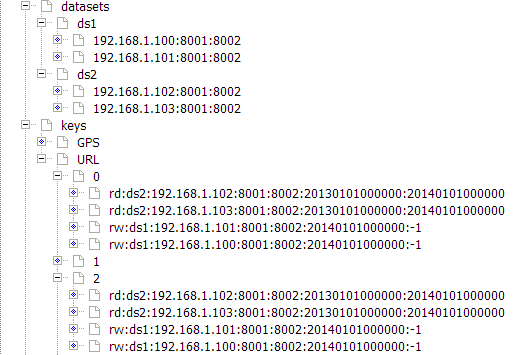 datasets
ds1
192.168.1.100:8001:8002
192.168.1.101:8001:8002
ds2
192.168.1.102:8001:8002
192.168.1.103:8001:8002
keys
GPS
URL
0
rd:ds2:192.168.1.102:8001:8002:20130101000000:20140101000000
rd:ds2:192.168.1.103:8001:8002:20130101000000:20140101000000
rw:ds1:192.168.1.101:8001:8002:20140101000000:-1
rw:ds1:192.168.1.100:8001:8002:20140101000000:-1
1
2
rd:ds2:192.168.1.102:8001:8002:20130101000000:20140101000000
rd:ds2:192.168.1.103:8001:8002:20130101000000:20140101000000
rw:ds1:192.168.1.101:8001:8002:20140101000000:-1
rw:ds1:192.168.1.100:8001:8002:20140101000000:-1